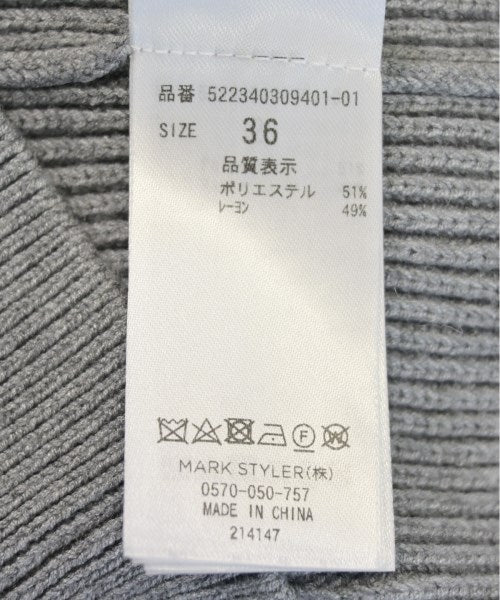 品番 522340309401-01
SIZE 36
品質表示
ポリエステル 51%
レーヨン 49%
MARK STYLER(株)
0570-050-757
MADE IN CHINA
214147